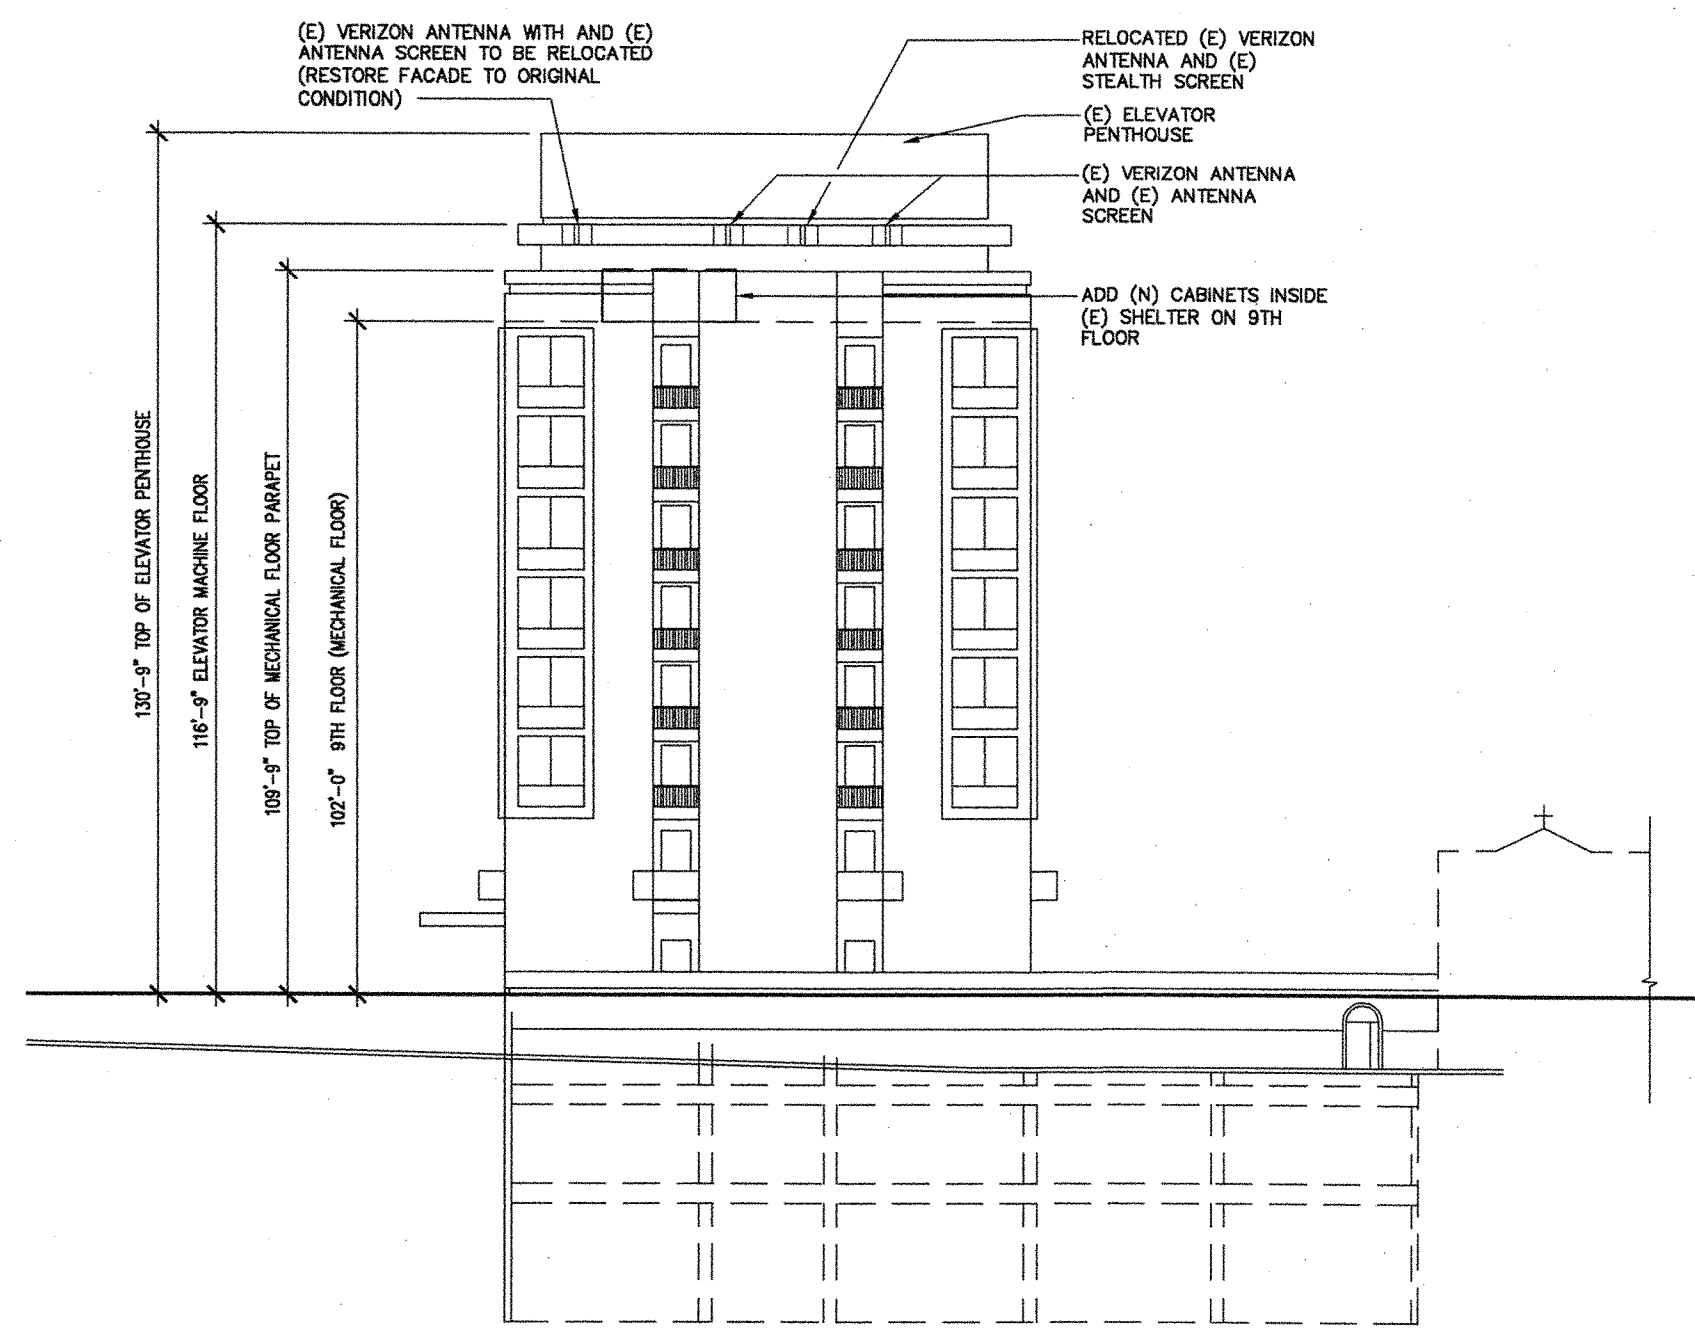 (E) VERIZON ANTENNA WITH AND (E)
ANTENNA SCREEN TO BE RELOCATED
(RESTORE FACADE TO ORIGINAL
CONDITION)
RELOCATED (E) VERIZON
ANTENNA AND (E)
STEALTH SCREEN
(E) ELEVATOR
PENTHOUSE
(E) VERIZON ANTENNA
AND (E) ANTENNA
SCREEN
ADD (N) CABINETS INSIDE
(E) SHELTER ON 9TH
FLOOR
130'-9" TOP OF ELEVATOR PENTHOUSE
116'-9" ELEVATOR MACHINE FLOOR
109'-9" TOP OF MECHANICAL FLOOR PARAPET
102'-0" 9TH FLOOR (MECHANICAL FLOOR)